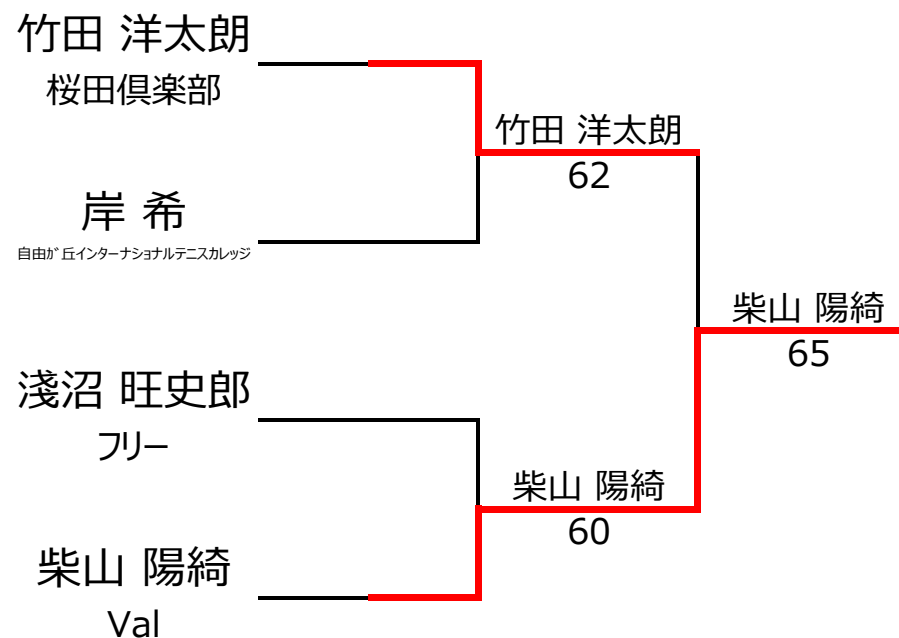 竹田 洋太朗
桜田倶楽部
竹田 洋太朗
62
岸 希
自由が丘インターナショナルテニスカレッジ
柴山 陽綺
65
淺沼 旺史郎
フリー
柴山 陽綺
60
柴山 陽綺
Val